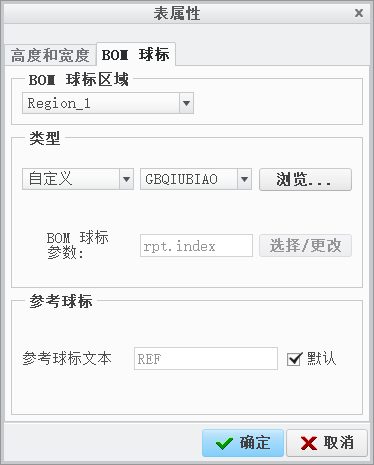 表属性
高度和宽度 BOM 球标
BOM 球标区域
Region_1
类型
自定义 GBQIUBIAO 浏览...
BOM 球标
参数: rpt.index 选择/更改
参考球标
参考球标文本 REF 默认
确定 取消